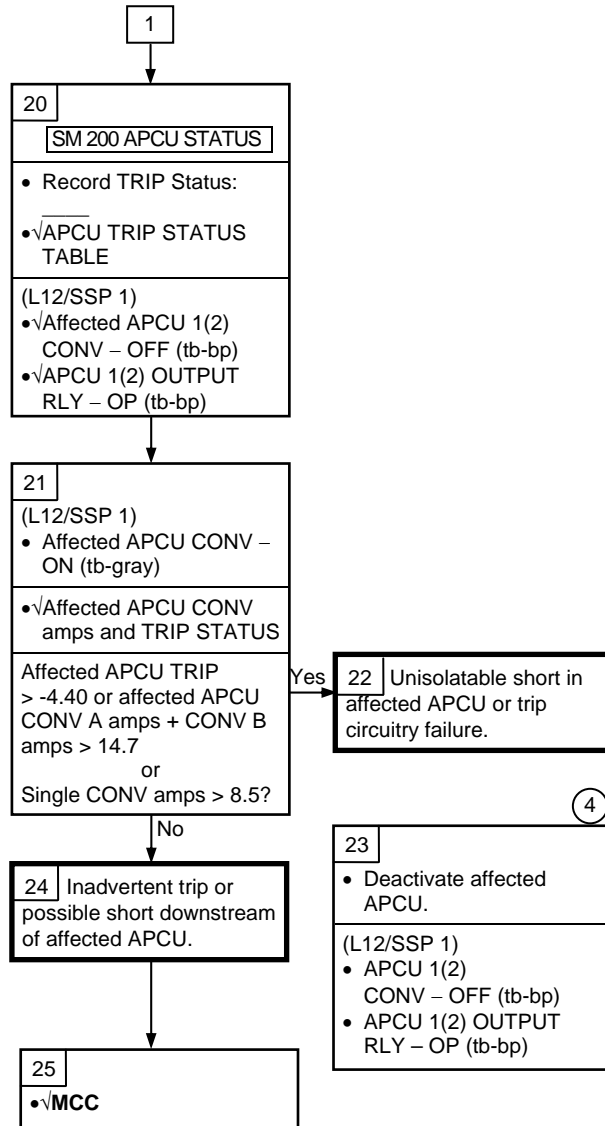 1
20
SM 200 APCU STATUS
• Record TRIP Status:
____
•√APCU TRIP STATUS
TABLE
(L12/SSP 1)
•√Affected APCU 1(2)
CONV – OFF (tb-bp)
•√APCU 1(2) OUTPUT
RLY – OP (tb-bp)
21
(L12/SSP 1)
• Affected APCU CONV –
ON (tb-gray)
•√Affected APCU CONV
amps and TRIP STATUS
Affected APCU TRIP
> -4.40 or affected APCU
CONV A amps + CONV B
amps > 14.7
or
Single CONV amps > 8.5?
Yes
22 Unisolatable short in
affected APCU or trip
circuitry failure.
No
24 Inadvertent trip or
possible short downstream
of affected APCU.
4
23
• Deactivate affected
APCU.
(L12/SSP 1)
• APCU 1(2)
CONV – OFF (tb-bp)
• APCU 1(2) OUTPUT
RLY – OP (tb-bp)
25
•√MCC